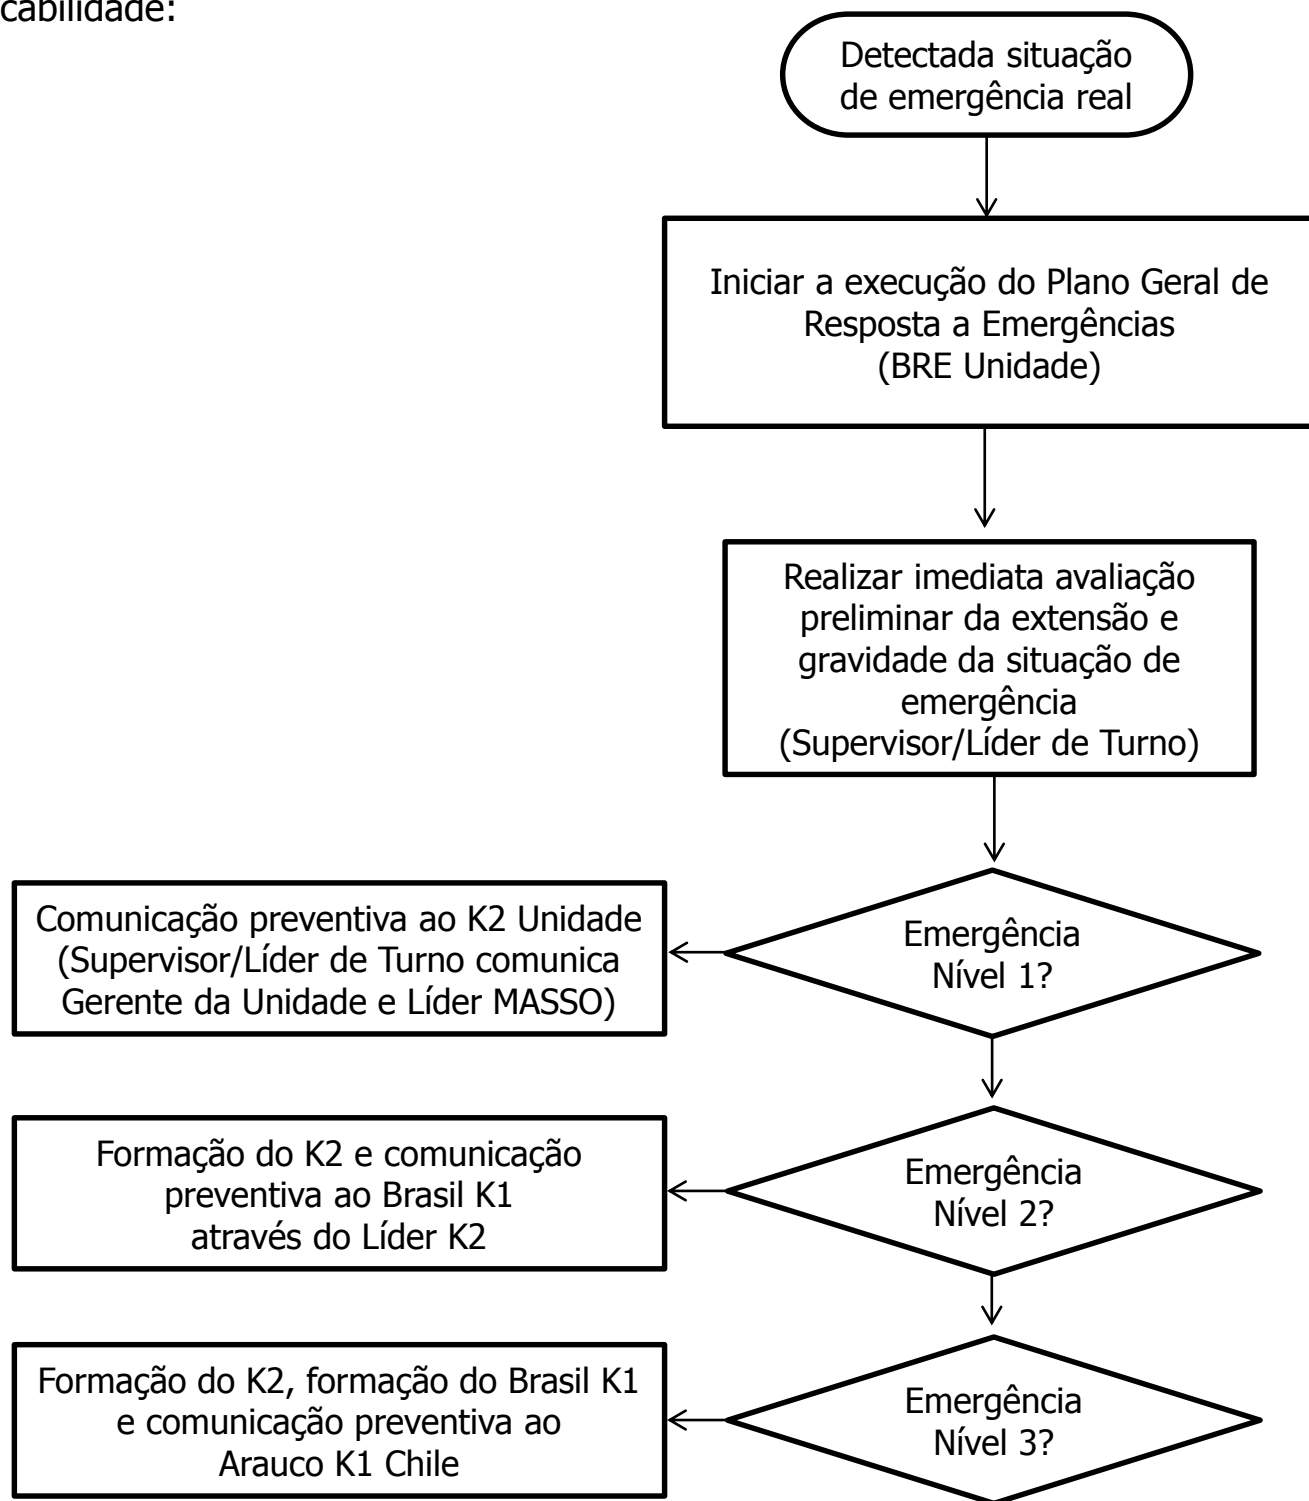 cabilidade:
Detectada situação
de emergência real
Iniciar a execução do Plano Geral de
Resposta a Emergências
(BRE Unidade)
Realizar imediata avaliação
preliminar da extensão e
gravidade da situação de
emergência
(Supervisor/Líder de Turno)
Emergência
Nível 1?
Comunicação preventiva ao K2 Unidade
(Supervisor/Líder de Turno comunica
Gerente da Unidade e Líder MASSO)
Emergência
Nível 2?
Formação do K2 e comunicação
preventiva ao Brasil K1
através do Líder K2
Emergência
Nível 3?
Formação do K2, formação do Brasil K1
e comunicação preventiva ao
Arauco K1 Chile